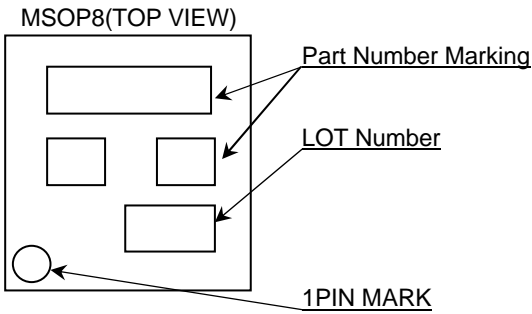 MSOP8(TOP VIEW)
Part Number Marking
LOT Number
1PIN MARK